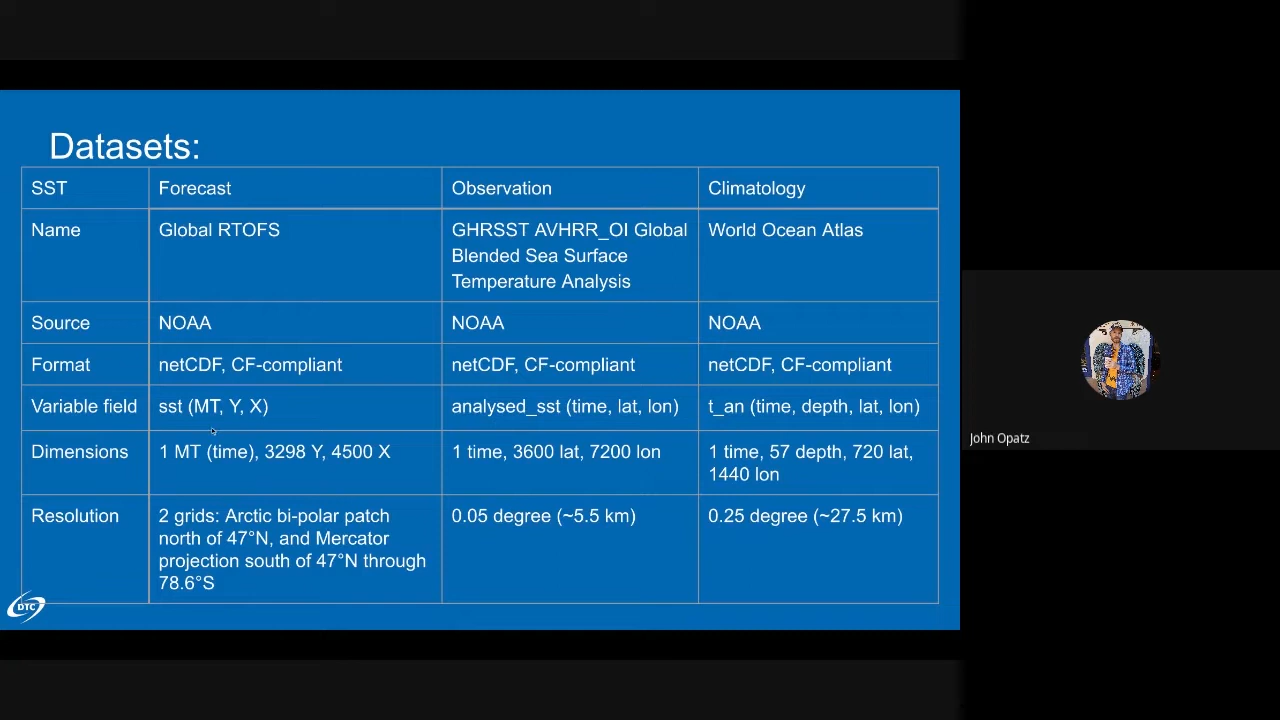 Datasets:
SST
Forecast
Observation
Climatology
Name
Global RTOFS
GHRSST AVHRR_OI Global
Blended Sea Surface
Temperature Analysis
World Ocean Atlas
Source
NOAA
NOAA
NOAA
Format
netCDF, CF-compliant
netCDF, CF-compliant
netCDF, CF-compliant
Variable field
sst (MT, Y, X)
analysed_sst (time, lat, lon)
t_an (time, depth, lat, lon)
Dimensions
1 MT (time), 3298 Y, 4500 X
1 time, 3600 lat, 7200 lon
1 time, 57 depth, 720 lat,
1440 lon
Resolution
2 grids: Arctic bi-polar patch
north of 47°N, and Mercator
projection south of 47°N through
78.6°S
0.05 degree (~5.5 km)
0.25 degree (~27.5 km)
DTC
John Opatz